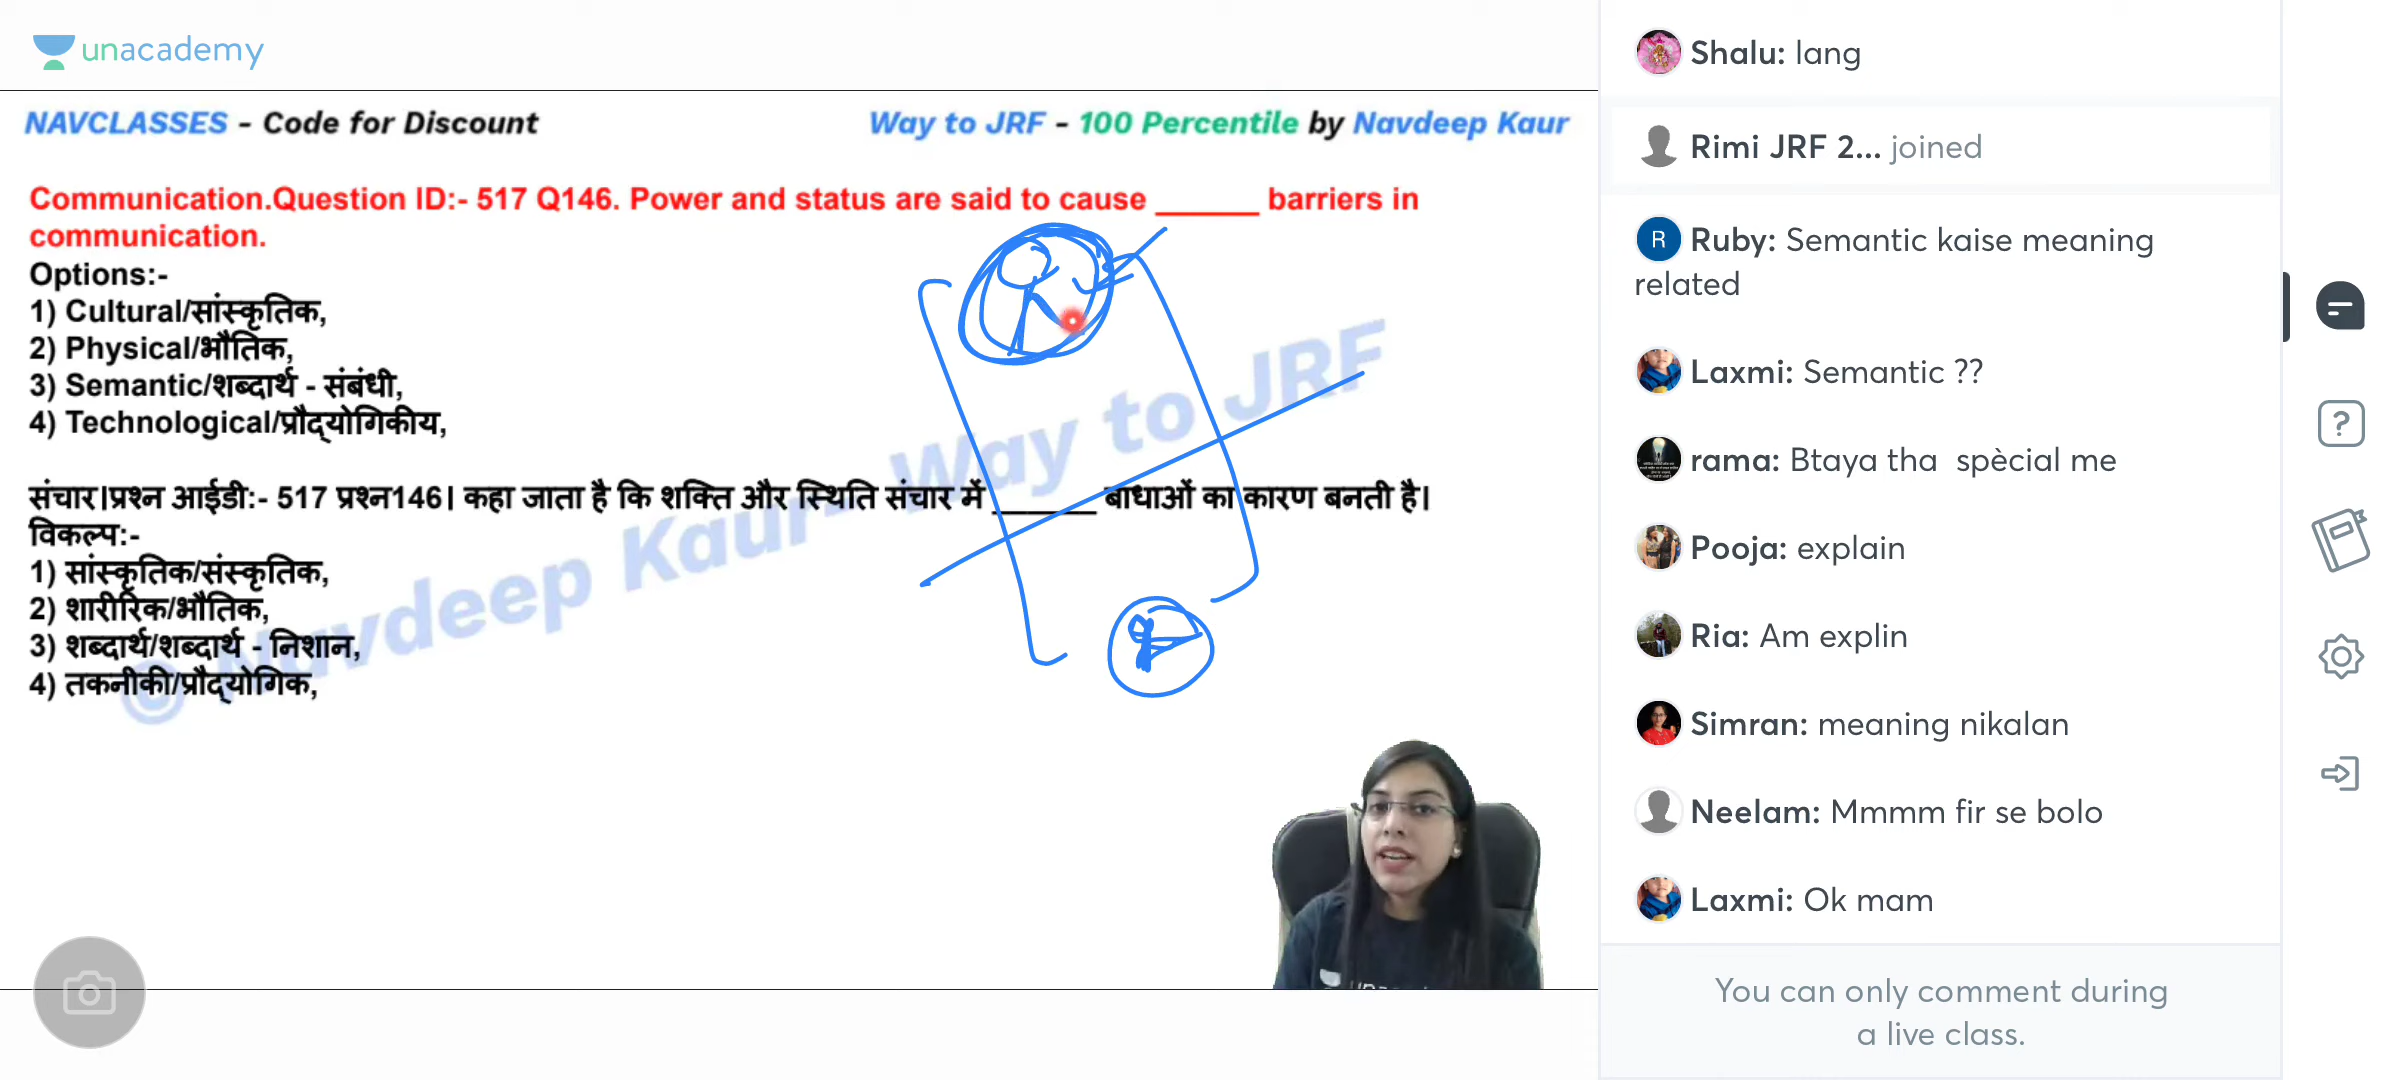 unacademy
NAVCLASSES - Code for Discount
Way to JRF - 100 Percentile by Navdeep Kaur
Communication.Question ID:- 517 Q146. Power and status are said to cause ______ barriers in
communication.
Options:-
1) Cultural/सांस्कृतिक,
2) Physical/भौतिक,
3) Semantic/शब्दार्थ - संबंधी,
4) Technological/प्रौद्योगिकीय,
संचार।प्रश्न आईडी:- 517 प्रश्न146। कहा जाता है कि शक्ति और स्थिति संचार में ______ बाधाओं का कारण बनती है।
विकल्प:-
1) सांस्कृतिक/संस्कृतिक,
2) शारीरिक/भौतिक,
3) शब्दार्थ/शब्दार्थ - निशान,
4) तकनीकी/प्रौद्योगिक,
© Navdeep Kaur- Way to JRF
Shalu: lang
Rimi JRF 2... joined
R
Ruby: Semantic kaise meaning
related
Laxmi: Semantic ??
rama: Btaya tha  spècial me
Pooja: explain
Ria: Am explin
Simran: meaning nikalan
Neelam: Mmmm fir se bolo
Laxmi: Ok mam
You can only comment during
a live class.